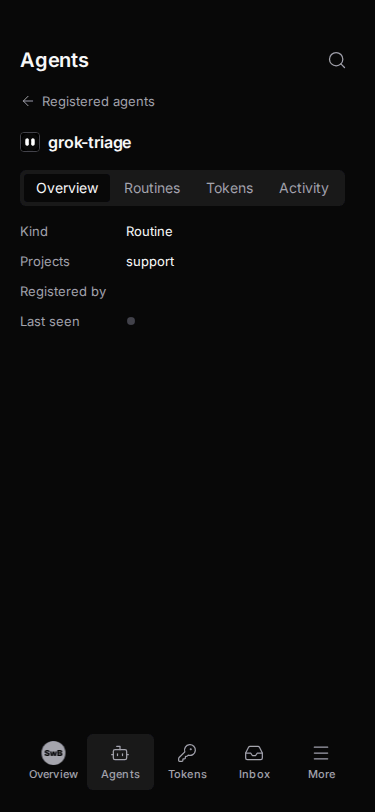 Agents
Registered agents
grok-triage
Overview Routines Tokens Activity
Kind Routine
Projects support
Registered by
Last seen
SwB
Overview Agents Tokens Inbox More